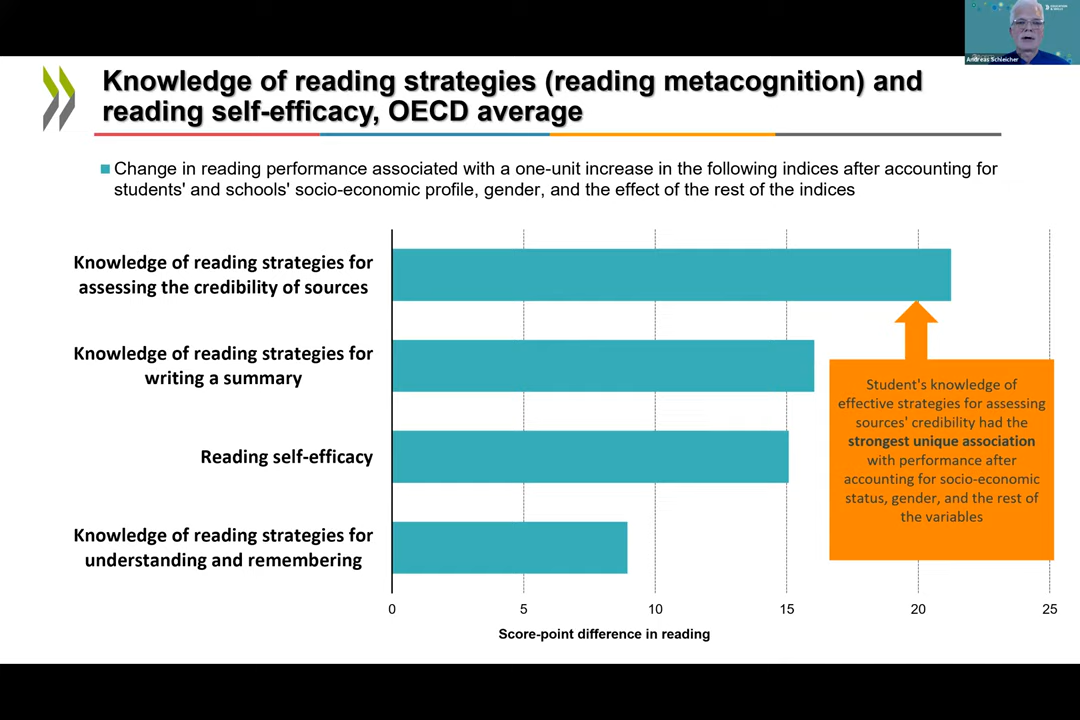 Andreas Schleicher
Knowledge of reading strategies (reading metacognition) and
reading self-efficacy, OECD average
Change in reading performance associated with a one-unit increase in the following indices after accounting for
students' and schools' socio-economic profile, gender, and the effect of the rest of the indices
Knowledge of reading strategies for
assessing the credibility of sources
Knowledge of reading strategies for
writing a summary
Reading self-efficacy
Knowledge of reading strategies for
understanding and remembering
Student's knowledge of
effective strategies for assessing
sources' credibility had the
strongest unique association
with performance after
accounting for socio-economic
status, gender, and the rest of
the variables
0 5 10 15 20 25
Score-point difference in reading